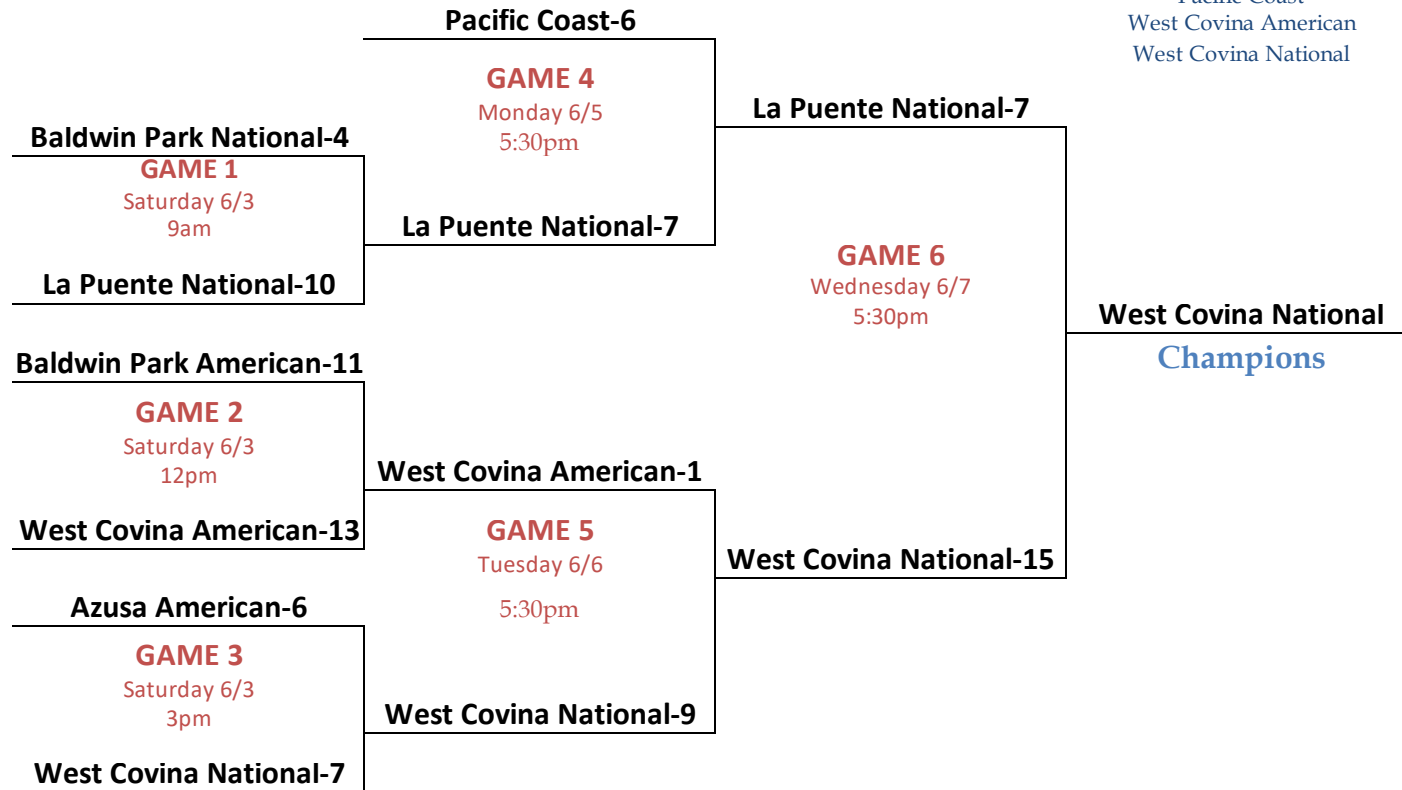 Pacific Coast
West Covina American
West Covina National
Pacific Coast-6
GAME 4
Monday 6/5
5:30pm
La Puente National-7
Baldwin Park National-4
GAME 1
Saturday 6/3
9am
La Puente National-7
La Puente National-10
GAME 6
Wednesday 6/7
5:30pm
West Covina National
Champions
Baldwin Park American-11
GAME 2
Saturday 6/3
12pm
West Covina American-1
West Covina American-13
GAME 5
Tuesday 6/6
5:30pm
West Covina National-15
Azusa American-6
GAME 3
Saturday 6/3
3pm
West Covina National-9
West Covina National-7